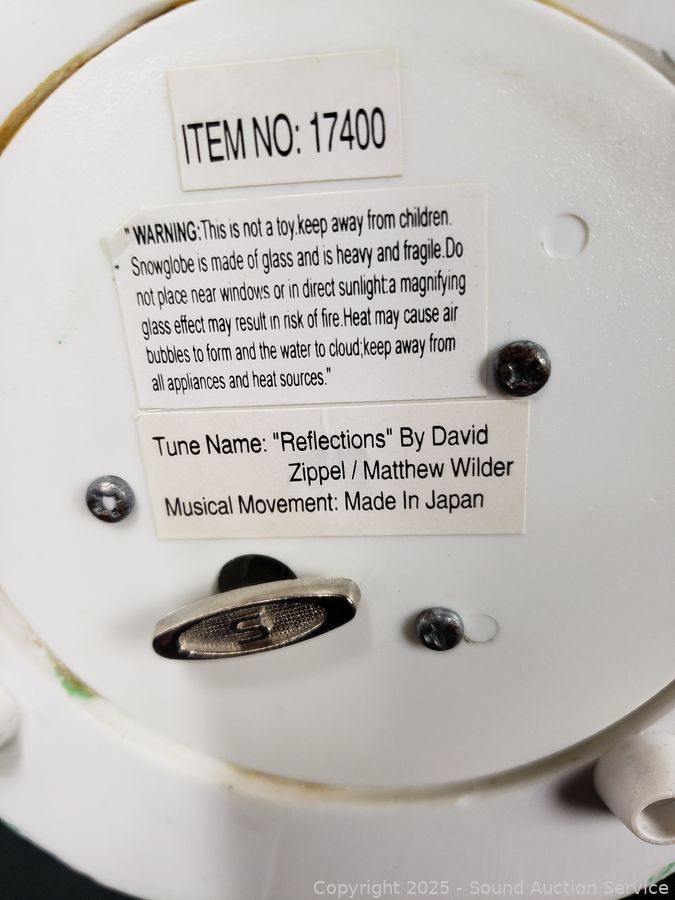 ITEM NO: 17400
" WARNING:This is not a toy.keep away from children.
Snowglobe is made of glass and is heavy and fragile.Do
not place near windows or in direct sunlight:a magnifying
glass effect may result in risk of fire.Heat may cause air
bubbles to form and the water to cloud;keep away from
all appliances and heat sources."
Tune Name: "Reflections" By David
Zippel / Matthew Wilder
Musical Movement: Made In Japan
S
Copyright 2025 - Sound Auction Service